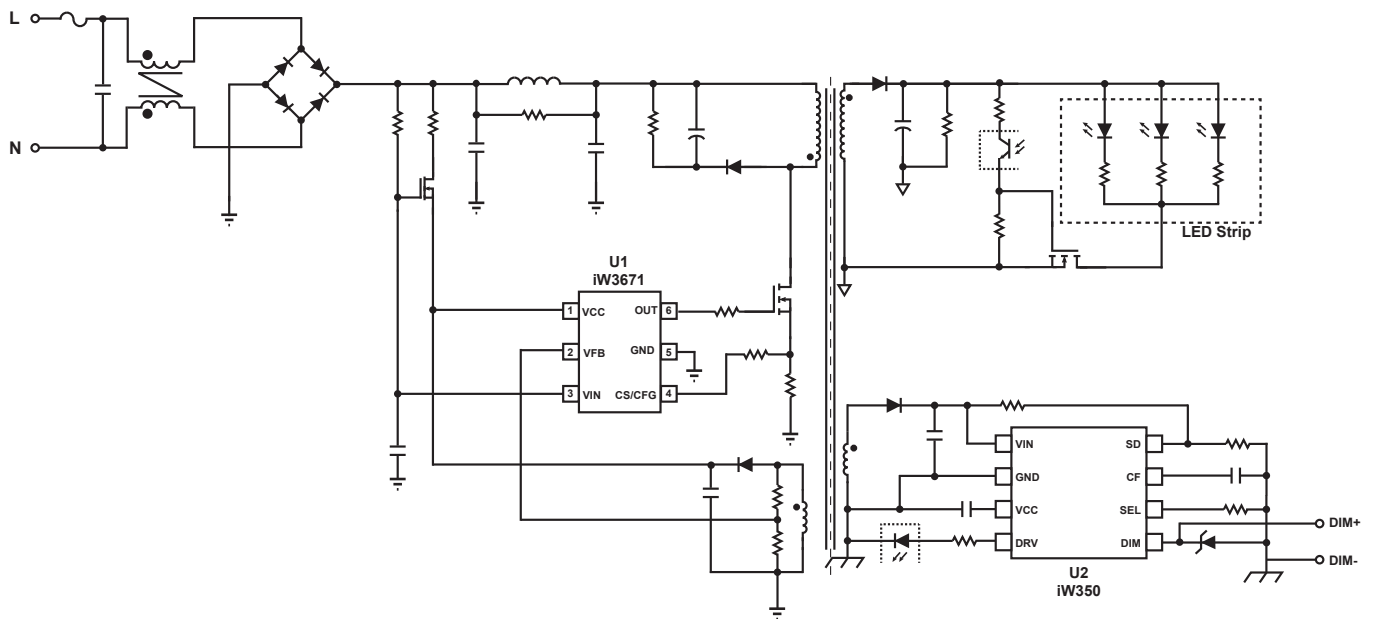 L
N
LED Strip
U1
iW3671
1 VCC OUT 6
2 VFB GND 5
3 VIN CS/CFG 4
VIN SD
GND CF
VCC SEL
DRV DIM
DIM+
DIM-
U2
iW350